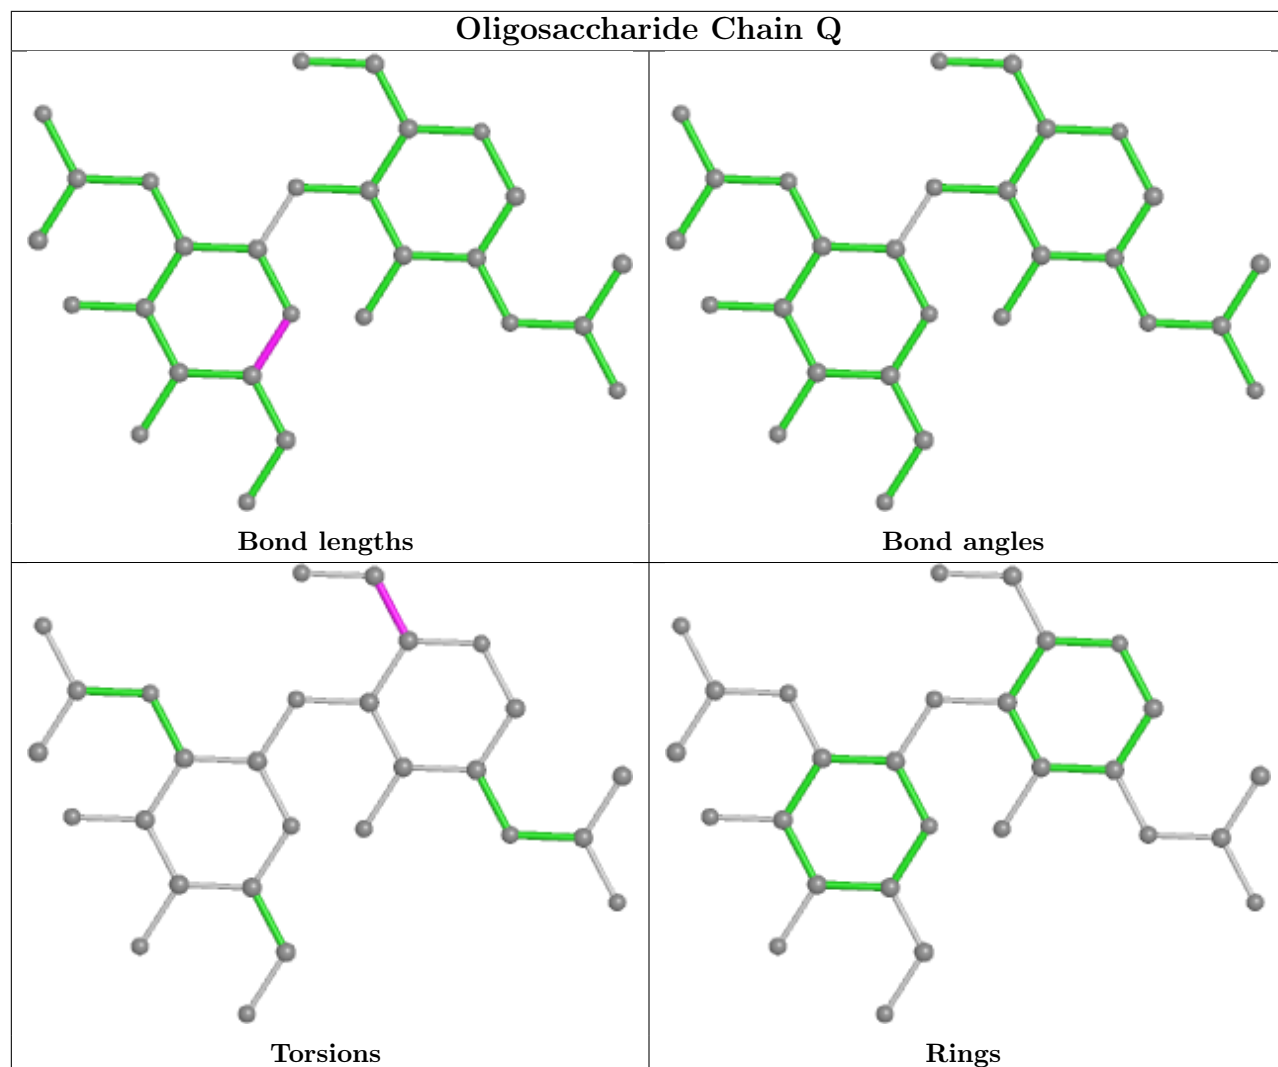 Oligosaccharide Chain Q
Bond lengths
Bond angles
Torsions
Rings